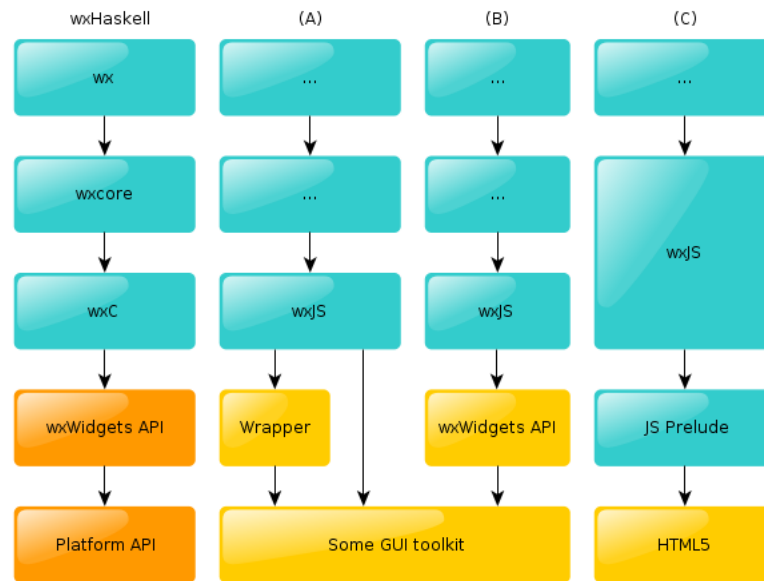 wxHaskell (A) (B) (C)
wx ... ... ...
wxcore ... ... wxJS
wxC wxJS wxJS
wxWidgets API Wrapper wxWidgets API JS Prelude
Platform API Some GUI toolkit HTML5